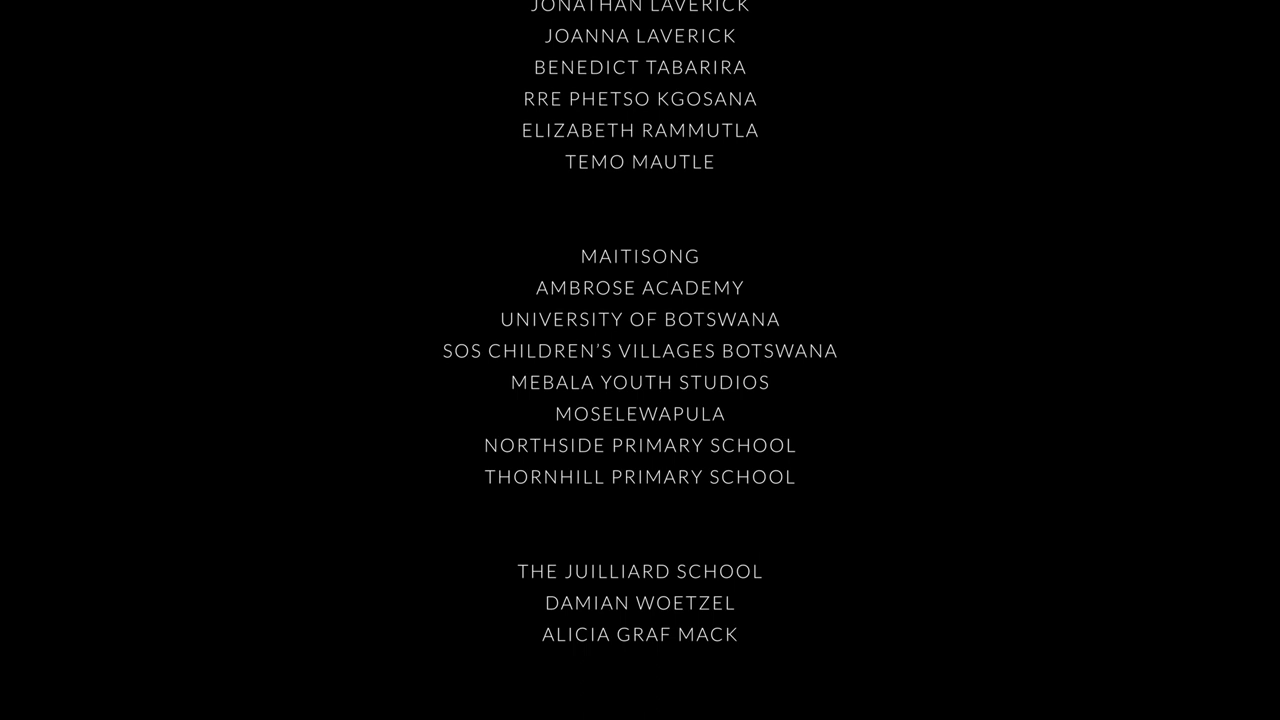 JONATHAN LAVERICK
JOANNA LAVERICK
BENEDICT TABARIRA
RRE PHETSO KGOSANA
ELIZABETH RAMMUTLA
TEMO MAUTLE
MAITISONG
AMBROSE ACADEMY
UNIVERSITY OF BOTSWANA
SOS CHILDREN’S VILLAGES BOTSWANA
MEBALA YOUTH STUDIOS
MOSELEWAPULA
NORTHSIDE PRIMARY SCHOOL
THORNHILL PRIMARY SCHOOL
THE JUILLIARD SCHOOL
DAMIAN WOETZEL
ALICIA GRAF MACK